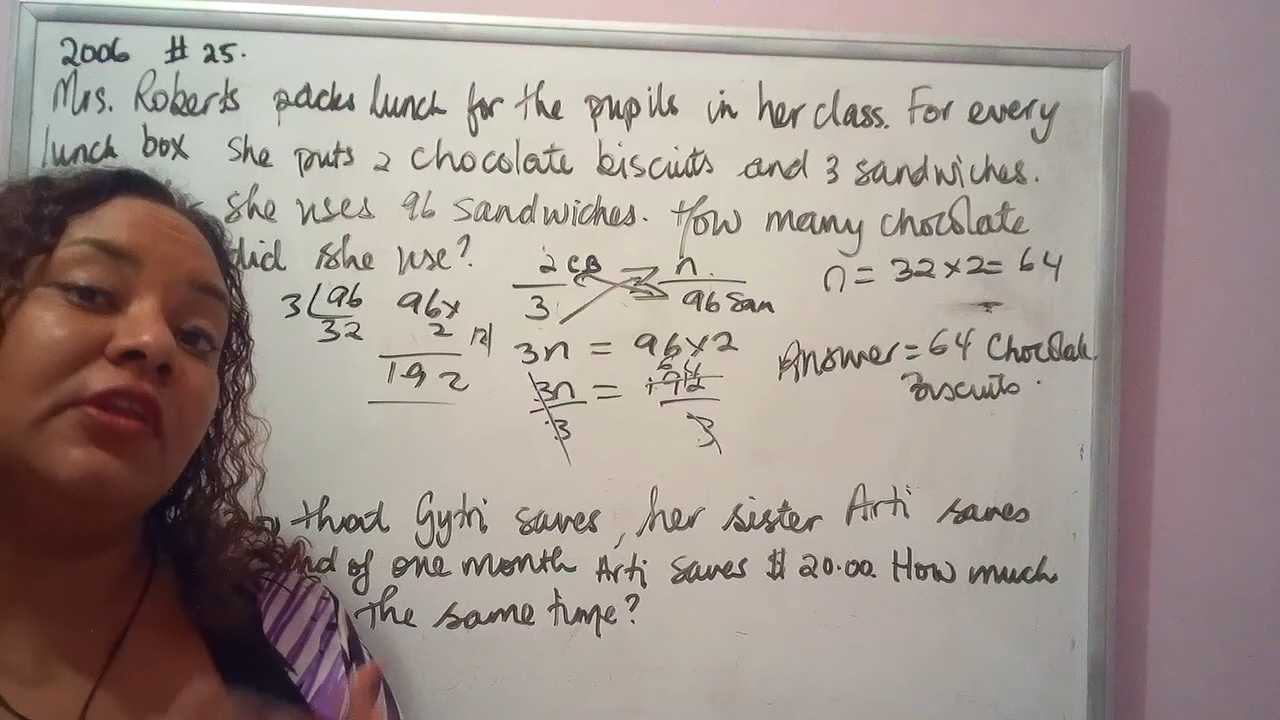 2006 # 25.
Mrs. Roberts packs lunch for the pupils in her class. For every
lunch box she puts 2 chocolate biscuits and 3 sandwiches.
she uses 96 sandwiches. How many chocolate
did she use?
2 CB n
3 96 San
n = 32 x 2 = 64
3 96 96 x
32 2
192
3n = 96 x 2
3n = 192
3 3
Answer = 64 Chocolate
Biscuits.
that Gytri saves, her sister Arti saves
end of one month Arti saves $ 20.00. How much
the same time?